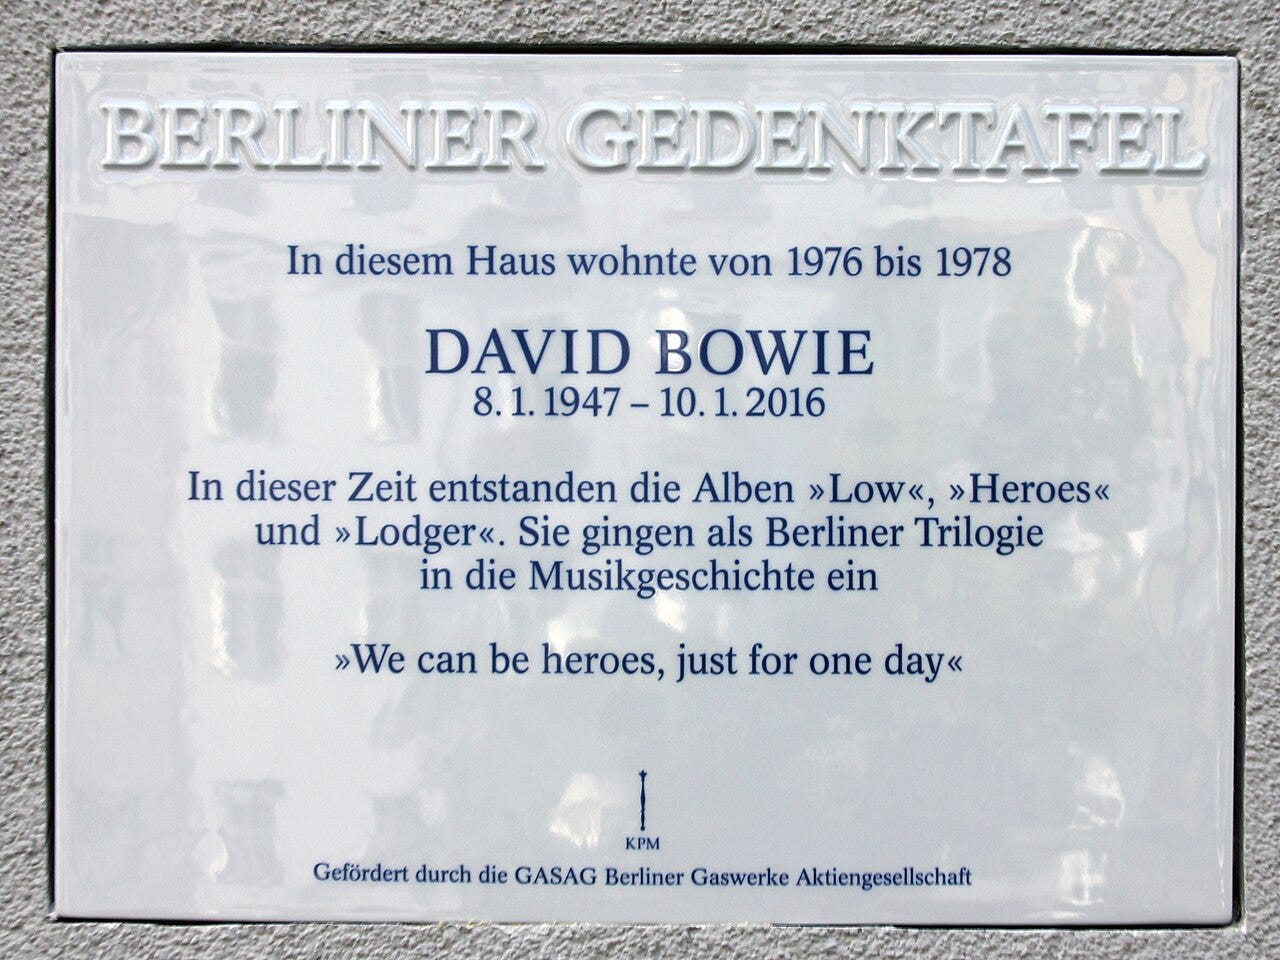 BERLINER GEDENKTAFEL
In diesem Haus wohnte von 1976 bis 1978
DAVID BOWIE
8. 1. 1947 – 10. 1. 2016
In dieser Zeit entstanden die Alben »Low«, »Heroes«
und »Lodger«. Sie gingen als Berliner Trilogie
in die Musikgeschichte ein
»We can be heroes, just for one day«
KPM
Gefördert durch die GASAG Berliner Gaswerke Aktiengesellschaft